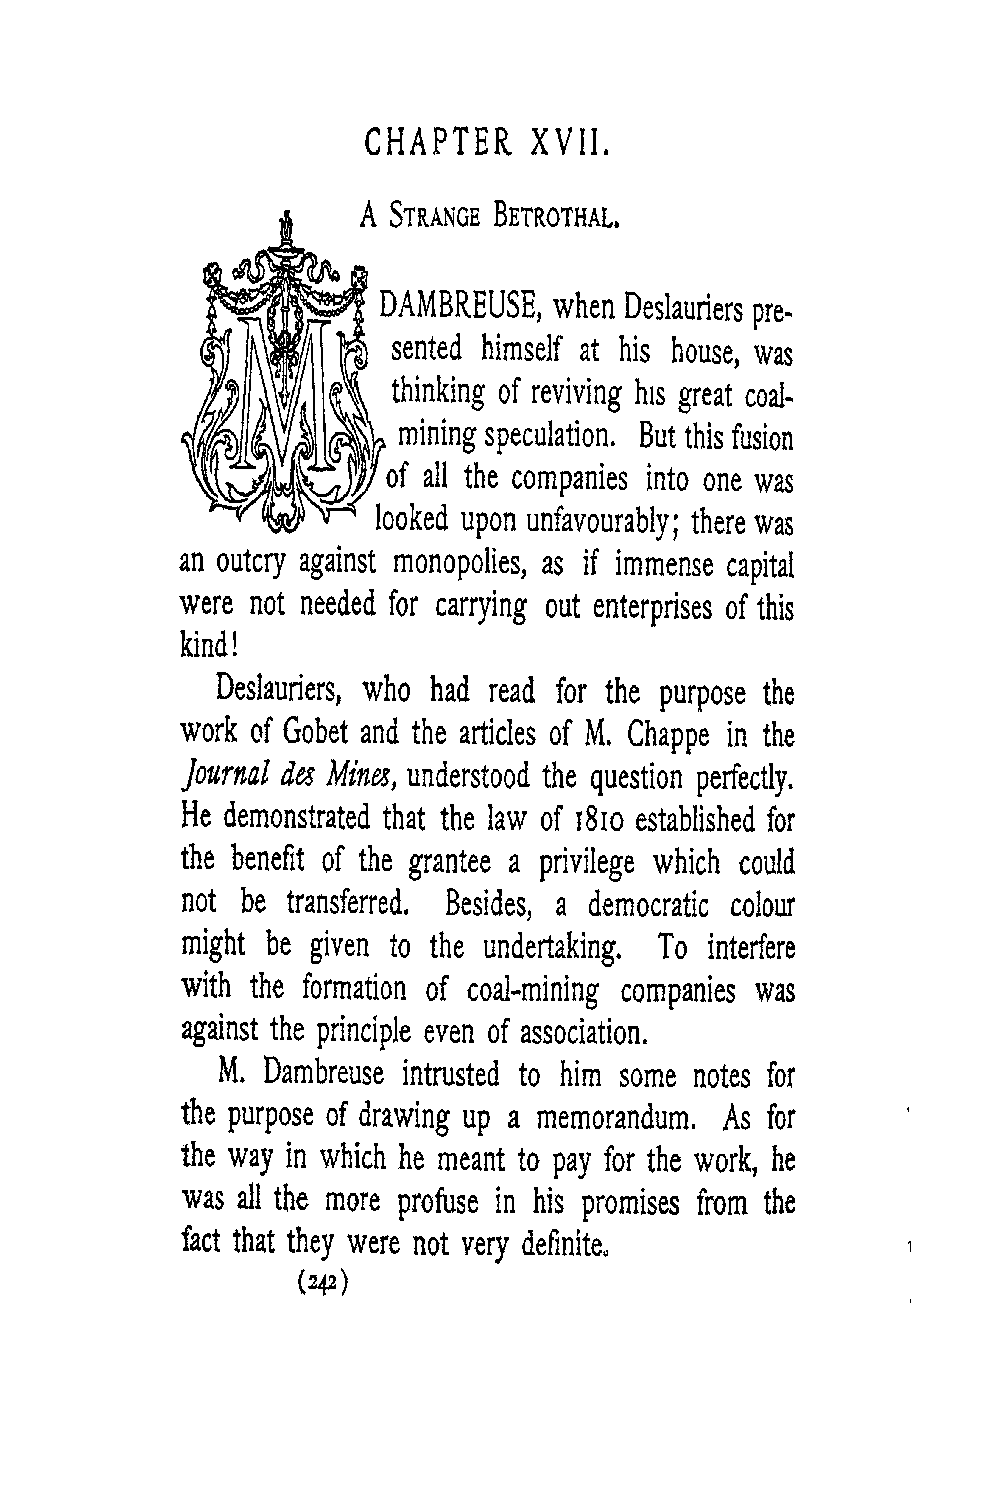 CHAPTER XVII.
A STRANGE BETROTHAL.
M DAMBREUSE, when Deslauriers pre-
sented himself at his house, was
thinking of reviving his great coal-
mining speculation. But this fusion
of all the companies into one was
looked upon unfavourably; there was
an outcry against monopolies, as if immense capital
were not needed for carrying out enterprises of this
kind!
Deslauriers, who had read for the purpose the
work of Gobet and the articles of M. Chappe in the
Journal des Mines, understood the question perfectly.
He demonstrated that the law of 1810 established for
the benefit of the grantee a privilege which could
not be transferred. Besides, a democratic colour
might be given to the undertaking. To interfere
with the formation of coal-mining companies was
against the principle even of association.
M. Dambreuse intrusted to him some notes for
the purpose of drawing up a memorandum. As for
the way in which he meant to pay for the work, he
was all the more profuse in his promises from the
fact that they were not very definite.
(242)